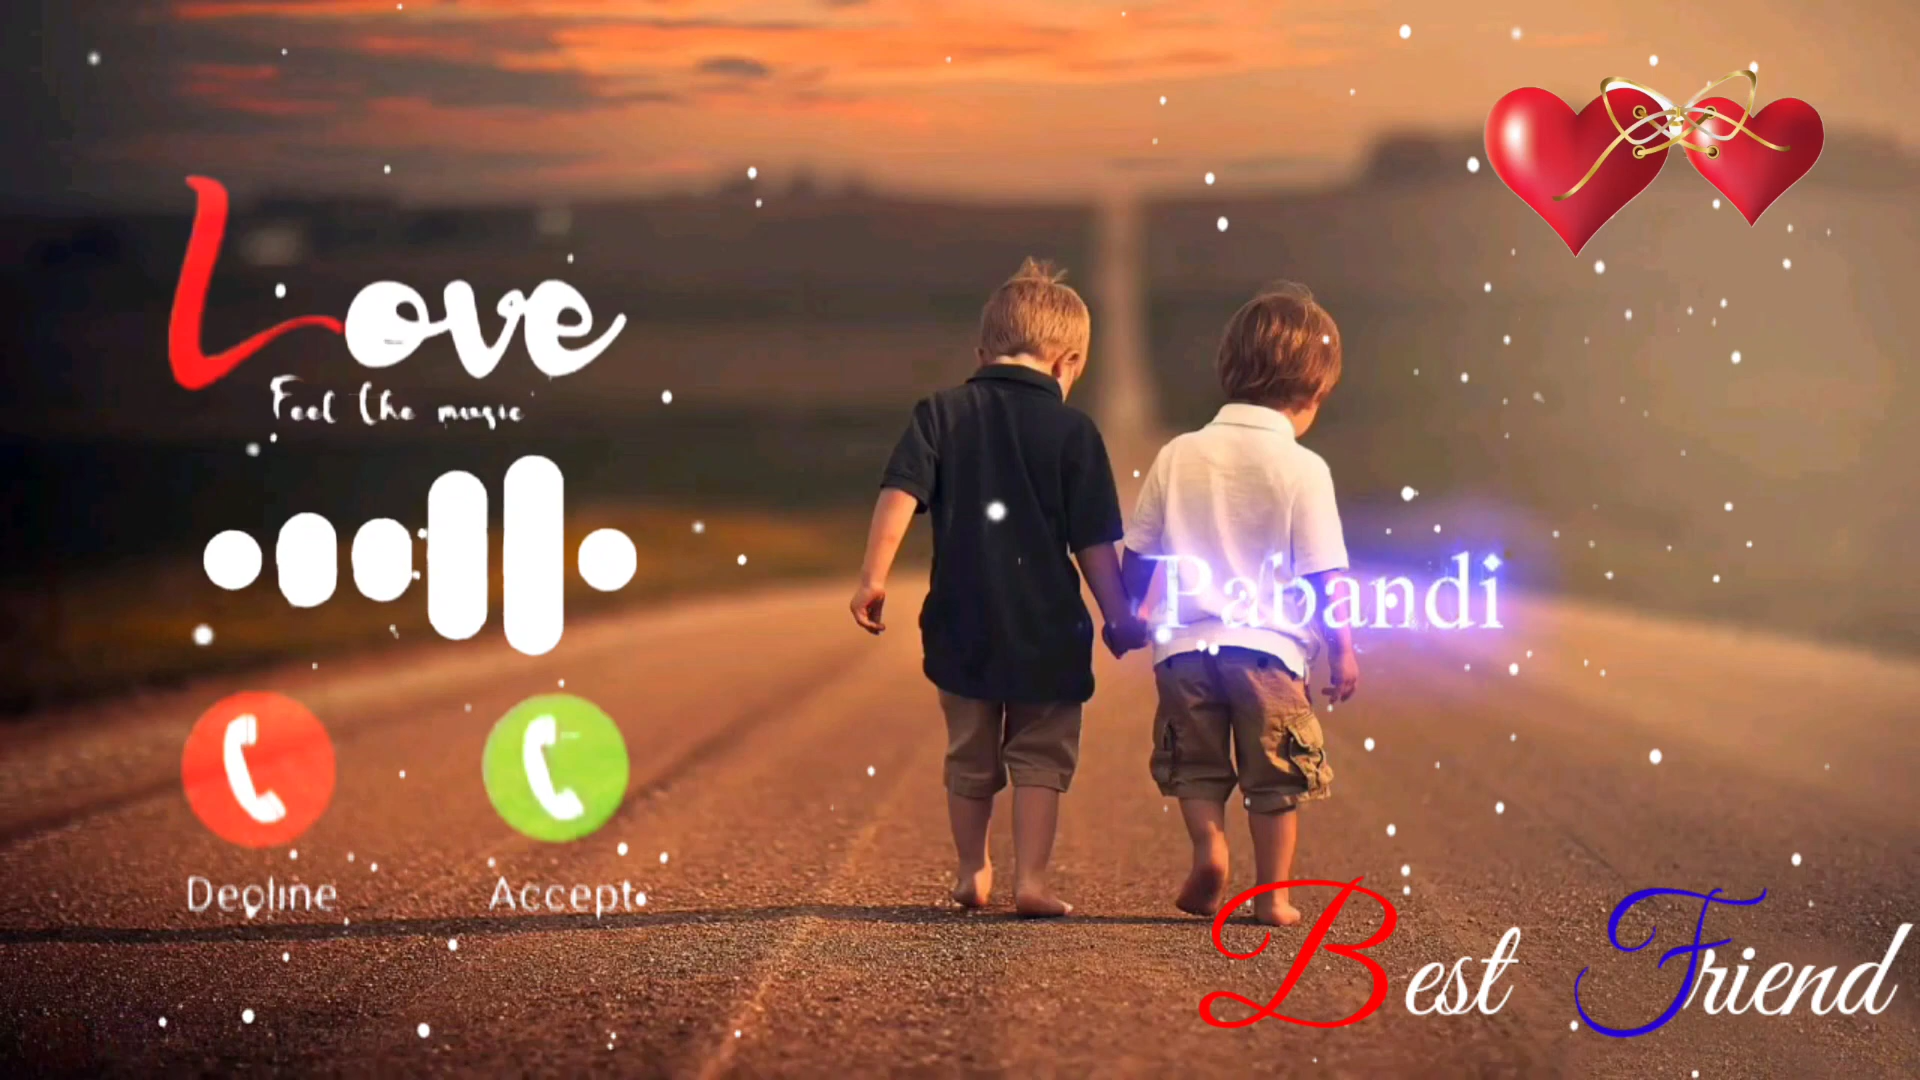 Love
Feel the music
Pabandi
Decline
Accept
Best Friend